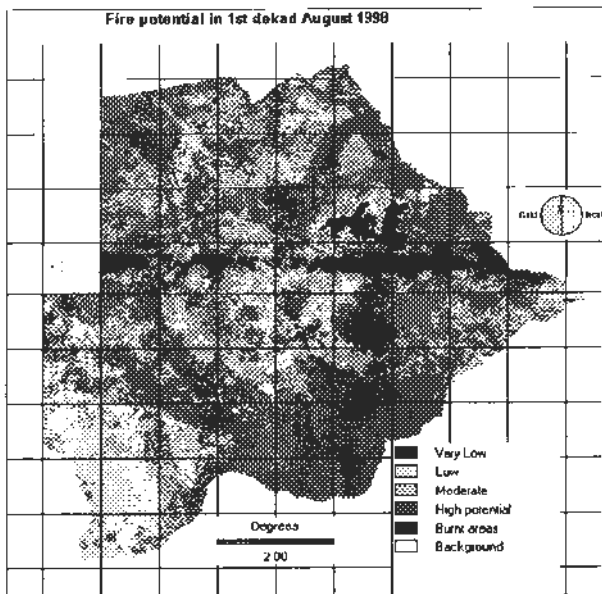 Fire potential in 1st dekad August 1998
Very Low
Low
Moderate
High potential
Burnt areas
Background
Degrees
2.00